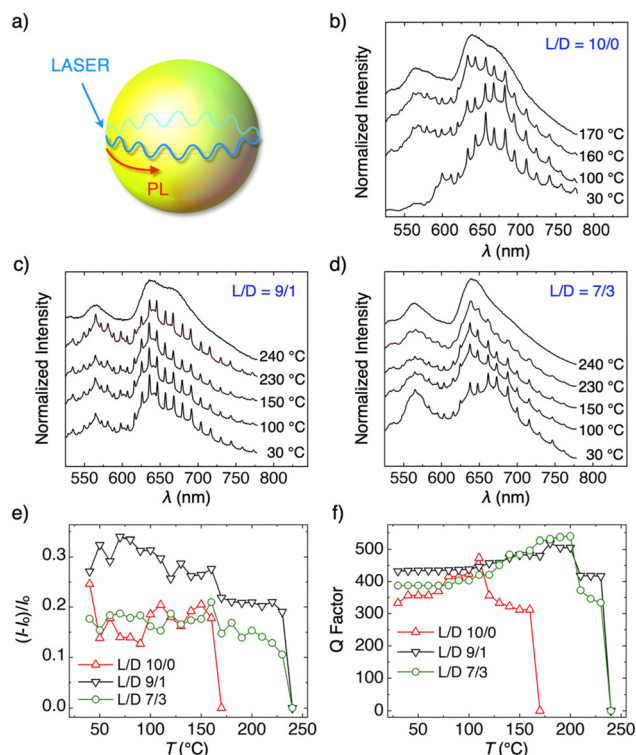 a)
LASER
PL
b)
L/D = 10/0
Normalized Intensity
170 °C
160 °C
100 °C
30 °C
550 600 650 700 750
λ (nm)
c)
L/D = 9/1
Normalized Intensity
240 °C
230 °C
150 °C
100 °C
30 °C
550 600 650 700 750
λ (nm)
d)
L/D = 7/3
Normalized Intensity
240 °C
230 °C
150 °C
100 °C
30 °C
550 600 650 700 750
λ (nm)
e)
(I-I₀)/I₀
0.3
0.2
0.1
0.0
L/D 10/0
L/D 9/1
L/D 7/3
50 100 150 200 250
T (°C)
f)
Q Factor
500
400
300
200
100
0
L/D 10/0
L/D 9/1
L/D 7/3
50 100 150 200 250
T (°C)